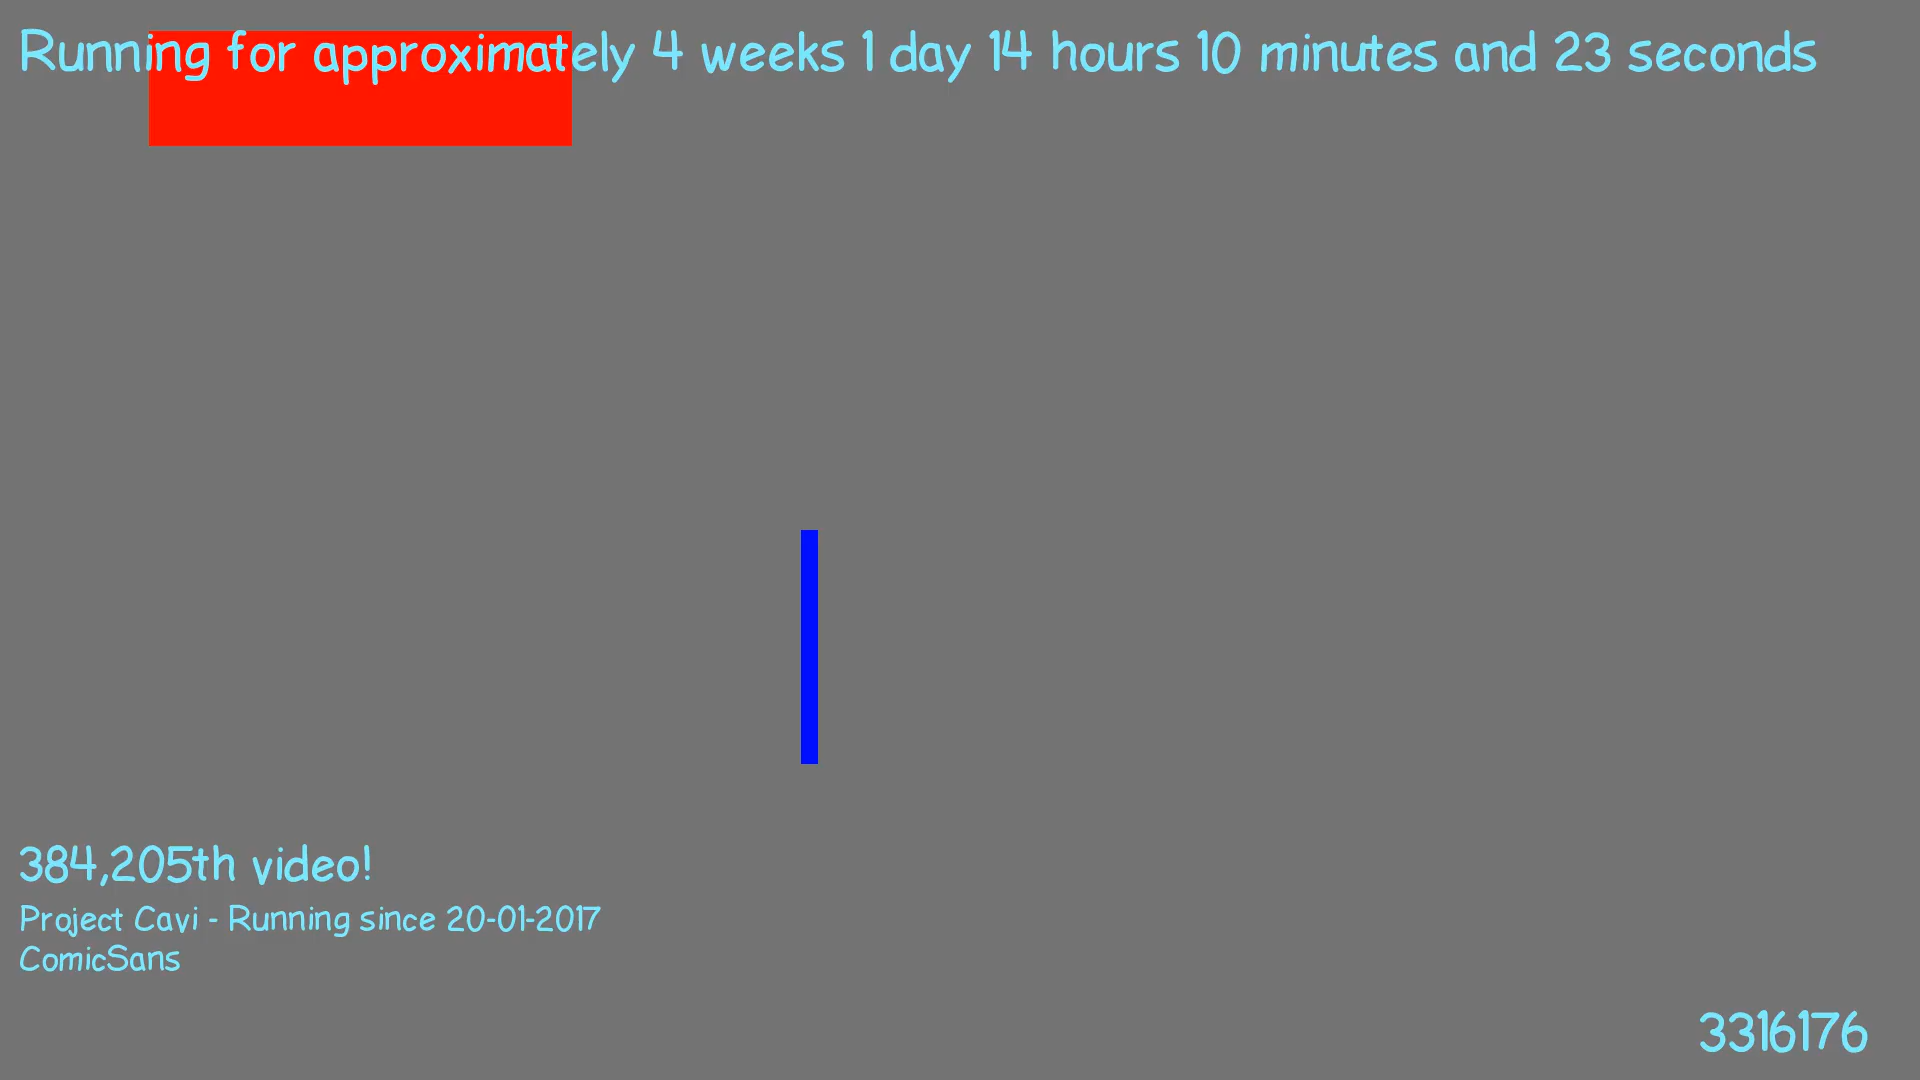 Running for approximately 4 weeks 1 day 14 hours 10 minutes and 23 seconds
384,205th video!
Project Cavi - Running since 20-01-2017
ComicSans
3316176